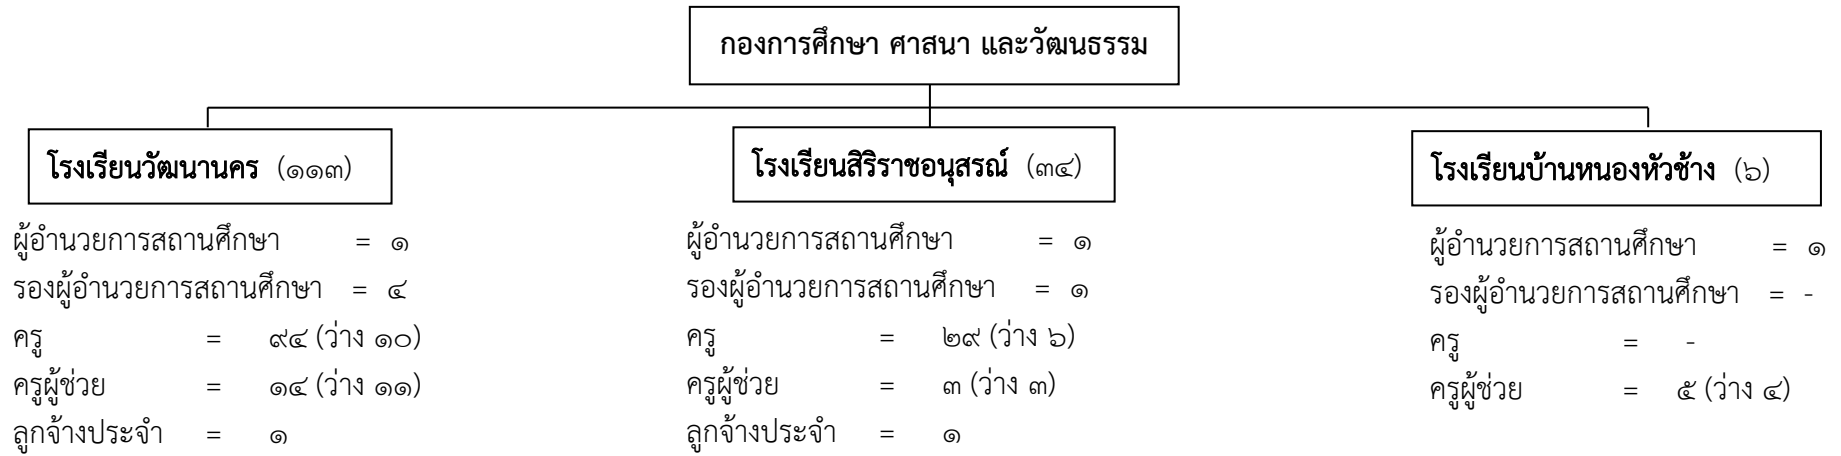 กองการศึกษา ศาสนา และวัฒนธรรม
โรงเรียนวัฒนานคร (๑๑๓)
ผู้อำนวยการสถานศึกษา = ๑
รองผู้อำนวยการสถานศึกษา = ๔
ครู = ๙๔ (ว่าง ๑๐)
ครูผู้ช่วย = ๑๔ (ว่าง ๑๑)
ลูกจ้างประจำ = ๑
โรงเรียนสิริราชอนุสรณ์ (๓๔)
ผู้อำนวยการสถานศึกษา = ๑
รองผู้อำนวยการสถานศึกษา = ๑
ครู = ๒๙ (ว่าง ๖)
ครูผู้ช่วย = ๓ (ว่าง ๓)
ลูกจ้างประจำ = ๑
โรงเรียนบ้านหนองหัวช้าง (๖)
ผู้อำนวยการสถานศึกษา = ๑
รองผู้อำนวยการสถานศึกษา = -
ครู = -
ครูผู้ช่วย = ๕ (ว่าง ๔)